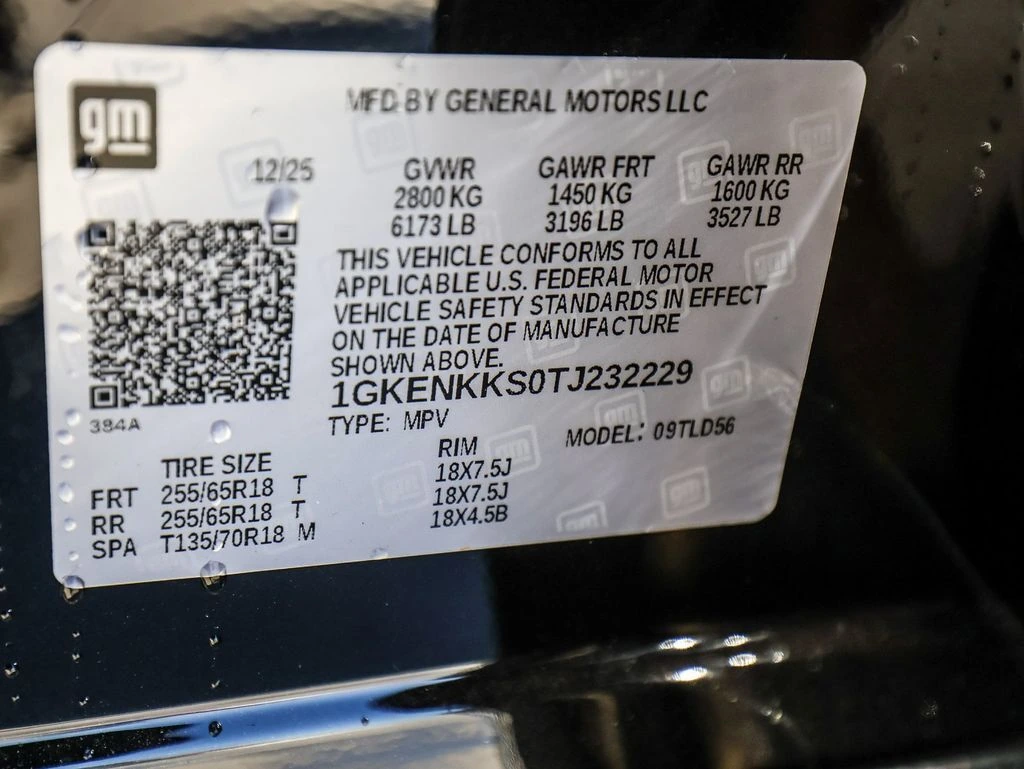 gm
MFD BY GENERAL MOTORS LLC
12/25 GVWR GAWR FRT GAWR RR
2800 KG 1450 KG 1600 KG
6173 LB 3196 LB 3527 LB
THIS VEHICLE CONFORMS TO ALL
APPLICABLE U.S. FEDERAL MOTOR
VEHICLE SAFETY STANDARDS IN EFFECT
ON THE DATE OF MANUFACTURE
SHOWN ABOVE.
1GKENKKS0TJ232229
384A
TYPE: MPV MODEL: 09TLD56
TIRE SIZE RIM
FRT 255/65R18 T 18X7.5J
RR 255/65R18 T 18X7.5J
SPA T135/70R18 M 18X4.5B